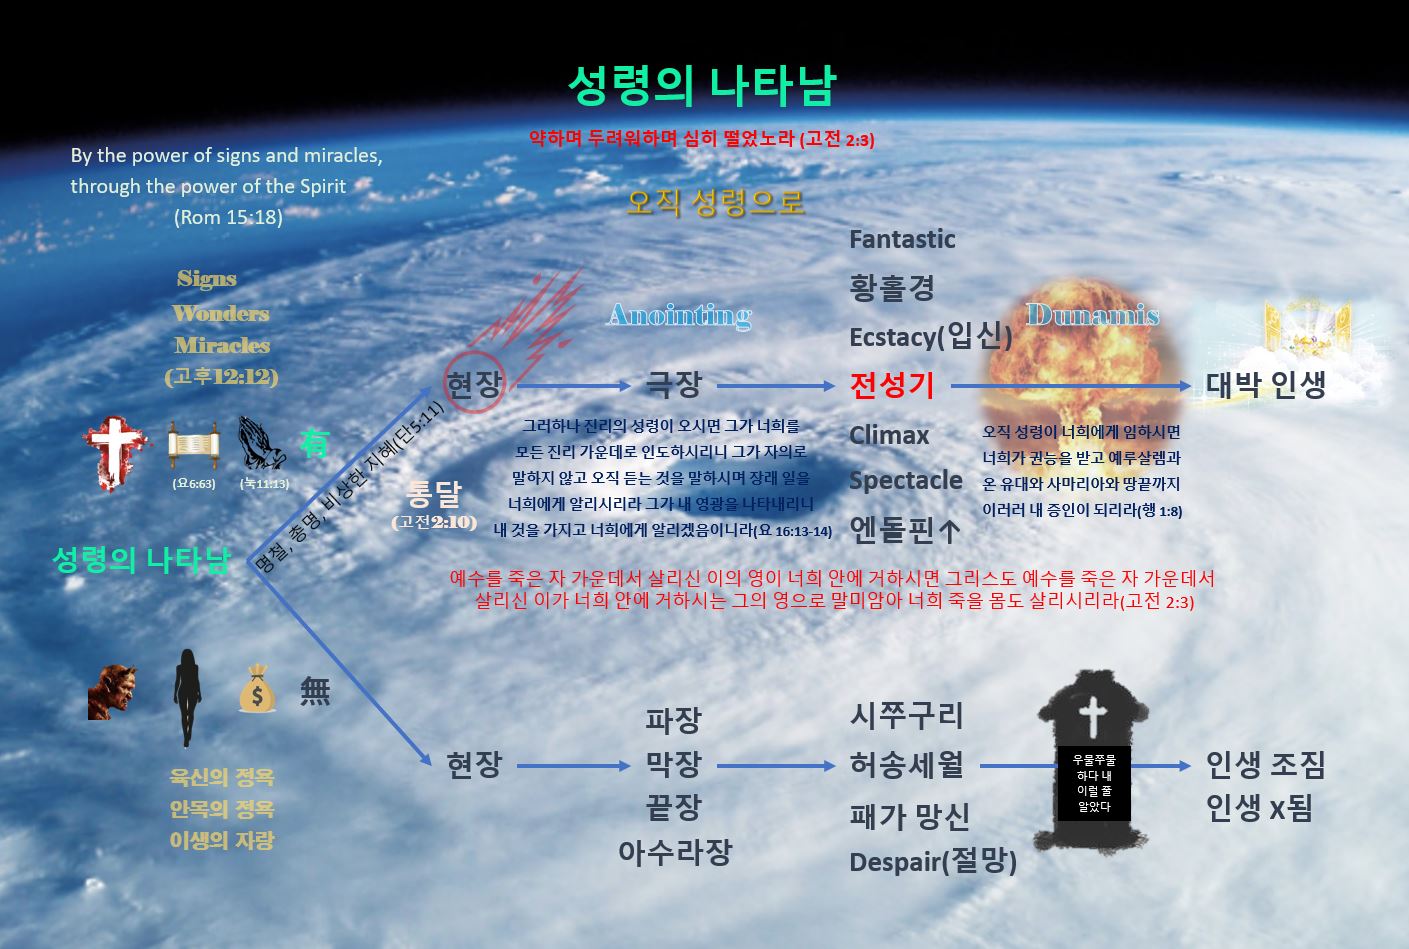 성령의 나타남
약하며 두려워하며 심히 떨었노라 (고전 2:3)
오직 성령으로
By the power of signs and miracles,
through the power of the Spirit
(Rom 15:18)
Signs
Wonders
Miracles
(고후12:12)
有
(요6:63)
(눅11:13)
성령의 나타남
명철, 총명, 비상한 지혜(단5:11)
통달
(고전2:10)
현장
Anointing
극장
그러하나 진리의 성령이 오시면 그가 너희를
모든 진리 가운데로 인도하시리니 그가 자의로
말하지 않고 오직 듣는 것을 말하시며 장래 일을
너희에게 알리시리라 그가 내 영광을 나타내리니
내 것을 가지고 너희에게 알리겠음이니라(요 16:13-14)
Fantastic
황홀경
Ecstacy(입신)
전성기
Climax
Spectacle
엔돌핀↑
Dunamis
오직 성령이 너희에게 임하시면
너희가 권능을 받고 예루살렘과
온 유대와 사마리아와 땅끝까지
이러러 내 증인이 되리라(행 1:8)
대박 인생
예수를 죽은 자 가운데서 살리신 이의 영이 너희 안에 거하시면 그리스도 예수를 죽은 자 가운데서
살리신 이가 너희 안에 거하시는 그의 영으로 말미암아 너희 죽을 몸도 살리시리라(고전 2:3)
$
無
육신의 정욕
안목의 정욕
이생의 자랑
현장
파장
막장
끝장
아수라장
시쭈구리
허송세월
패가 망신
Despair(절망)
우물쭈물
하다 내
이럴 줄
알았다
인생 조짐
인생 X됨